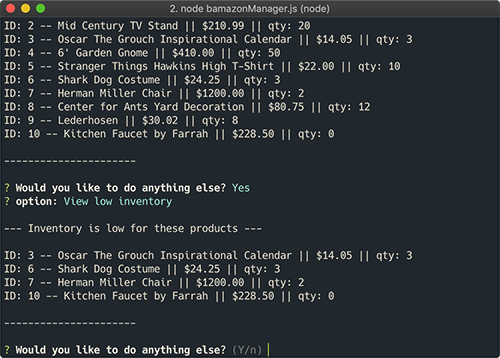 2. node bamazonManager.js (node)
ID: 2 -- Mid Century TV Stand || $210.99 || qty: 20
ID: 3 -- Oscar The Grouch Inspirational Calendar || $14.05 || qty: 3
ID: 4 -- 6' Garden Gnome || $410.00 || qty: 50
ID: 5 -- Stranger Things Hawkins High T-Shirt || $22.00 || qty: 10
ID: 6 -- Shark Dog Costume || $24.25 || qty: 3
ID: 7 -- Herman Miller Chair || $1200.00 || qty: 2
ID: 8 -- Center for Ants Yard Decoration || $80.75 || qty: 12
ID: 9 -- Lederhosen || $30.02 || qty: 8
ID: 10 -- Kitchen Faucet by Farrah || $228.50 || qty: 0
----------------------
? Would you like to do anything else? Yes
? option: View low inventory
--- Inventory is low for these products ---
ID: 3 -- Oscar The Grouch Inspirational Calendar || $14.05 || qty: 3
ID: 6 -- Shark Dog Costume || $24.25 || qty: 3
ID: 7 -- Herman Miller Chair || $1200.00 || qty: 2
ID: 10 -- Kitchen Faucet by Farrah || $228.50 || qty: 0
----------------------
? Would you like to do anything else? (Y/n)